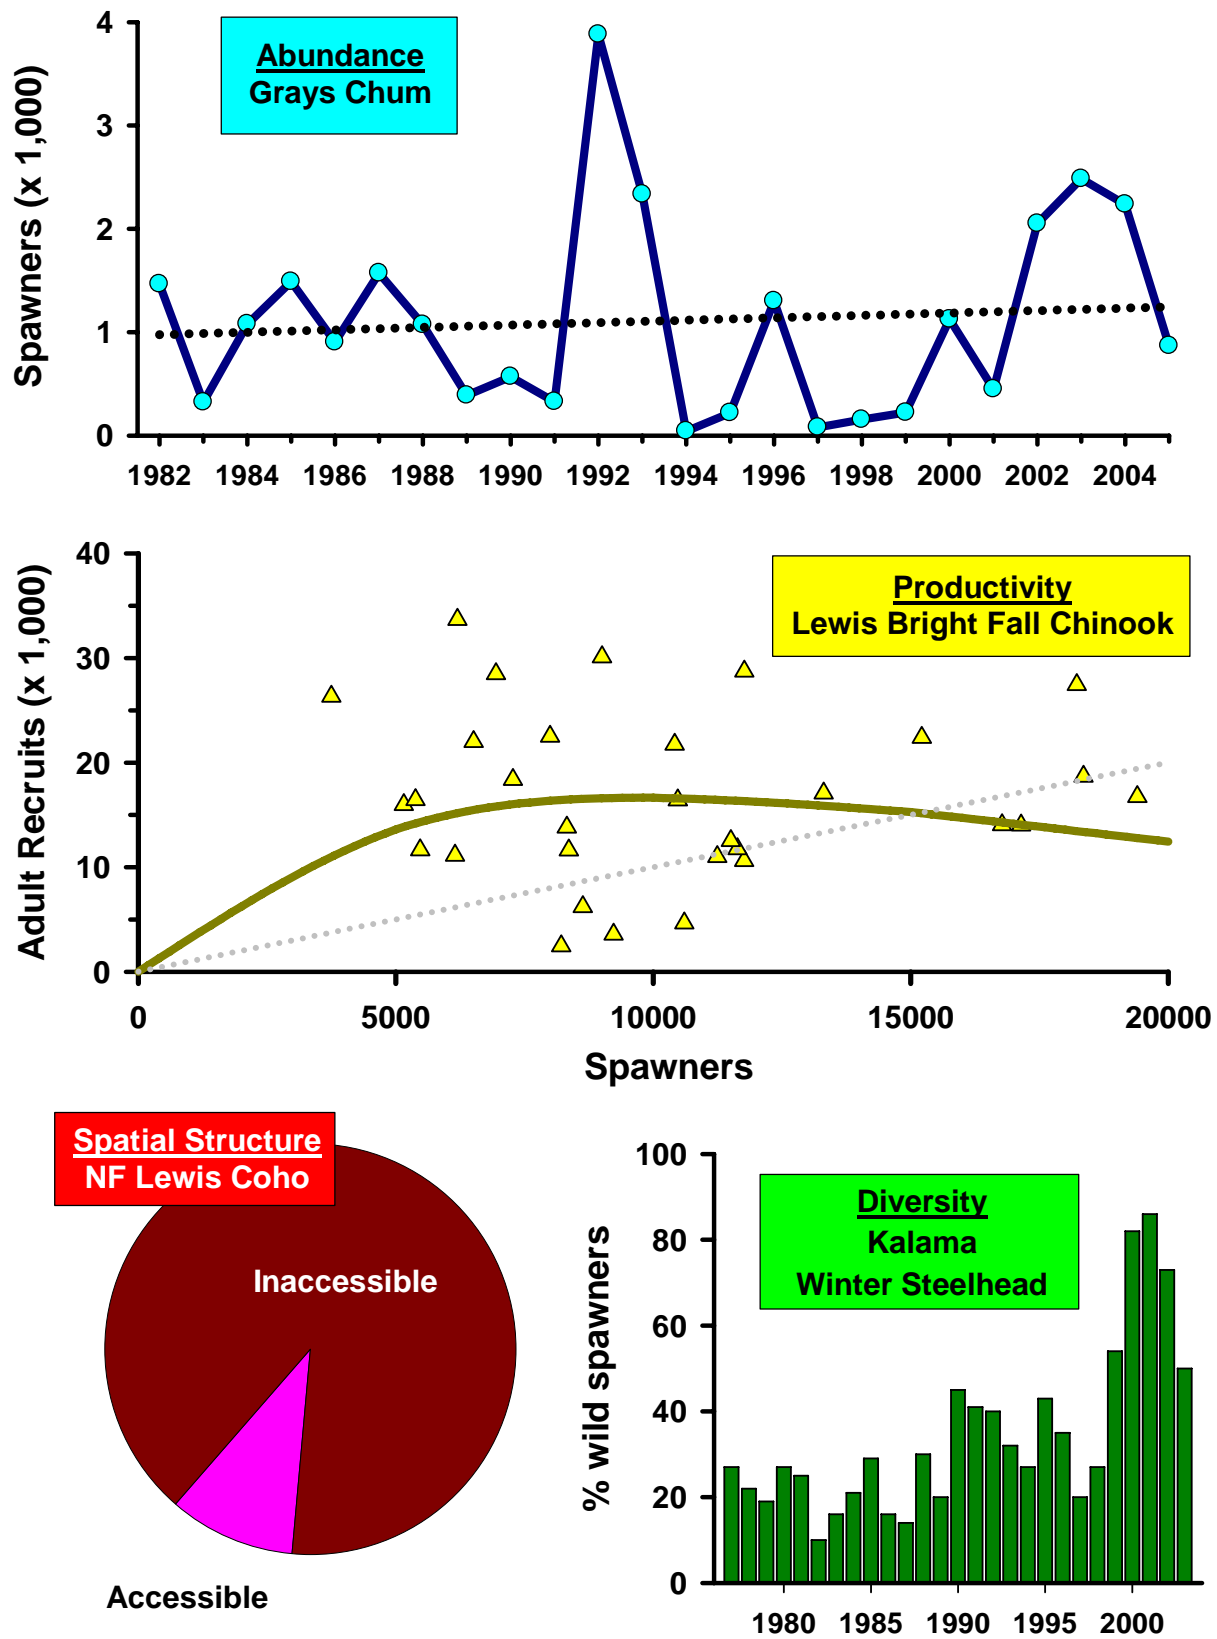 Abundance
Grays Chum
Spawners (x 1,000)
4
3
2
1
0
1982 1984 1986 1988 1990 1992 1994 1996 1998 2000 2002 2004
Productivity
Lewis Bright Fall Chinook
Adult Recruits (x 1,000)
40
30
20
10
0
0 5000 10000 15000 20000
Spawners
Spatial Structure
NF Lewis Coho
Inaccessible
Accessible
Diversity
Kalama
Winter Steelhead
% wild spawners
100
80
60
40
20
0
1980 1985 1990 1995 2000